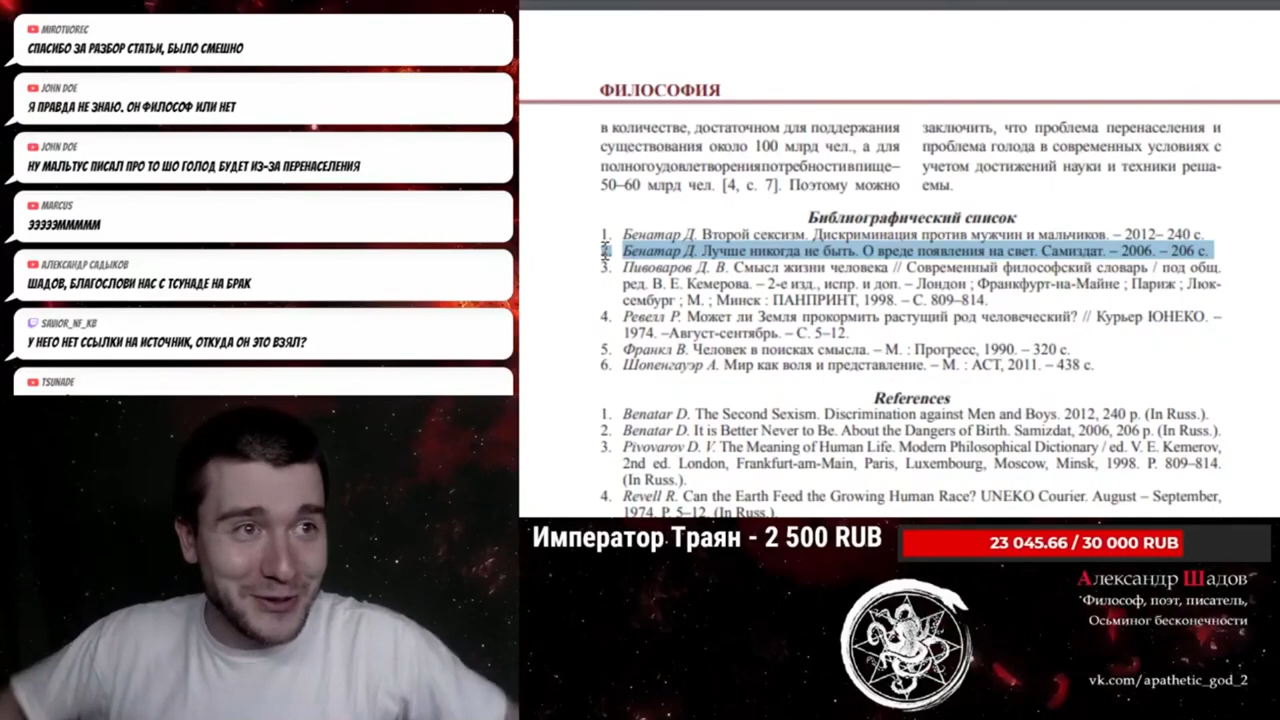 MIROTVOREC
СПАСИБО ЗА РАЗБОР СТАТЬИ, БЫЛО СМЕШНО
JOHN DOE
Я ПРАВДА НЕ ЗНАЮ. ОН ФИЛОСОФ ИЛИ НЕТ
JOHN DOE
НУ МАЛЬТУС ПИСАЛ ПРО ТО ШО ГОЛОД БУДЕТ ИЗ-ЗА ПЕРЕНАСЕЛЕНИЯ
MARCUS
ЭЭЭЭЭМММММ
АЛЕКСАНДР САДЫКОВ
ШАДОВ, БЛАГОСЛОВИ НАС С ТСУНАДЕ НА БРАК
SAVIOR_NF_KB
У НЕГО НЕТ ССЫЛКИ НА ИСТОЧНИК, ОТКУДА ОН ЭТО ВЗЯЛ?
TSUNADE
ФИЛОСОФИЯ
в количестве, достаточном для поддержания
существования около 100 млрд чел., а для
полного удовлетворения потребности в пище –
50–60 млрд чел. [4, с. 7]. Поэтому можно
заключить, что проблема перенаселения и
проблема голода в современных условиях с
учетом достижений науки и техники реша-
емы.
Библиографический список
1. Бенатар Д. Второй сексизм. Дискриминация против мужчин и мальчиков. – 2012– 240 с.
2. Бенатар Д. Лучше никогда не быть. О вреде появления на свет. Самиздат. – 2006. – 206 с.
3. Пивоваров Д. В. Смысл жизни человека // Современный философский словарь / под общ.
ред. В. Е. Кемерова. – 2-е изд., испр. и доп. – Лондон ; Франкфурт-на-Майне ; Париж ; Люк-
сембург ; М. ; Минск : ПАНПРИНТ, 1998. – С. 809–814.
4. Ревелл Р. Может ли Земля прокормить растущий род человеческий? // Курьер ЮНЕКО. –
1974. –Август-сентябрь. – С. 5–12.
5. Франкл В. Человек в поисках смысла. – М. : Прогресс, 1990. – 320 с.
6. Шопенгауэр А. Мир как воля и представление. – М. : АСТ, 2011. – 438 с.
References
1. Benatar D. The Second Sexism. Discrimination against Men and Boys. 2012, 240 p. (In Russ.).
2. Benatar D. It is Better Never to Be. About the Dangers of Birth. Samizdat, 2006, 206 p. (In Russ.).
3. Pivovarov D. V. The Meaning of Human Life. Modern Philosophical Dictionary / ed. V. E. Kemerov,
2nd ed. London, Frankfurt-am-Main, Paris, Luxembourg, Moscow, Minsk, 1998. P. 809–814.
(In Russ.).
4. Revell R. Can the Earth Feed the Growing Human Race? UNEKO Courier. August – September,
1974. P. 5–12. (In Russ.).
Император Траян - 2 500 RUB
23 045.66 / 30 000 RUB
Александр Шадов
Философ, поэт, писатель,
Осьминог бесконечности
vk.com/apathetic_god_2